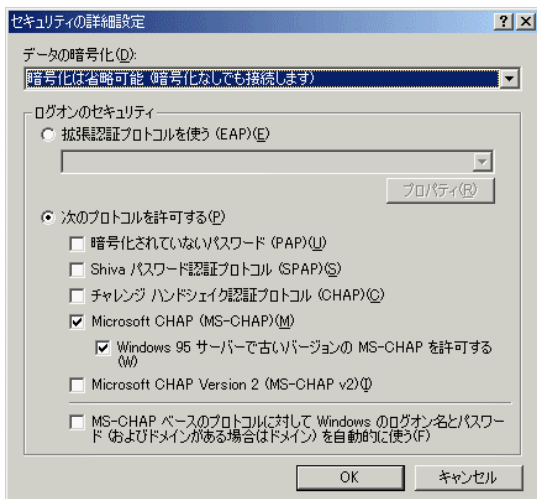 セキュリティの詳細設定
データの暗号化(D):
暗号化は省略可能 (暗号化なしでも接続します)
ログオンのセキュリティ
拡張認証プロトコルを使う (EAP)(E)
プロパティ(R)
次のプロトコルを許可する(P)
暗号化されていないパスワード (PAP)(U)
Shiva パスワード認証プロトコル (SPAP)(S)
チャレンジ ハンドシェイク認証プロトコル (CHAP)(C)
Microsoft CHAP (MS-CHAP)(M)
Windows 95 サーバーで古いバージョンの MS-CHAP を許可する
(W)
Microsoft CHAP Version 2 (MS-CHAP v2)(I)
MS-CHAP ベースのプロトコルに対して Windows のログオン名とパスワー
ド (およびドメインがある場合はドメイン) を自動的に使う(F)
OK
キャンセル